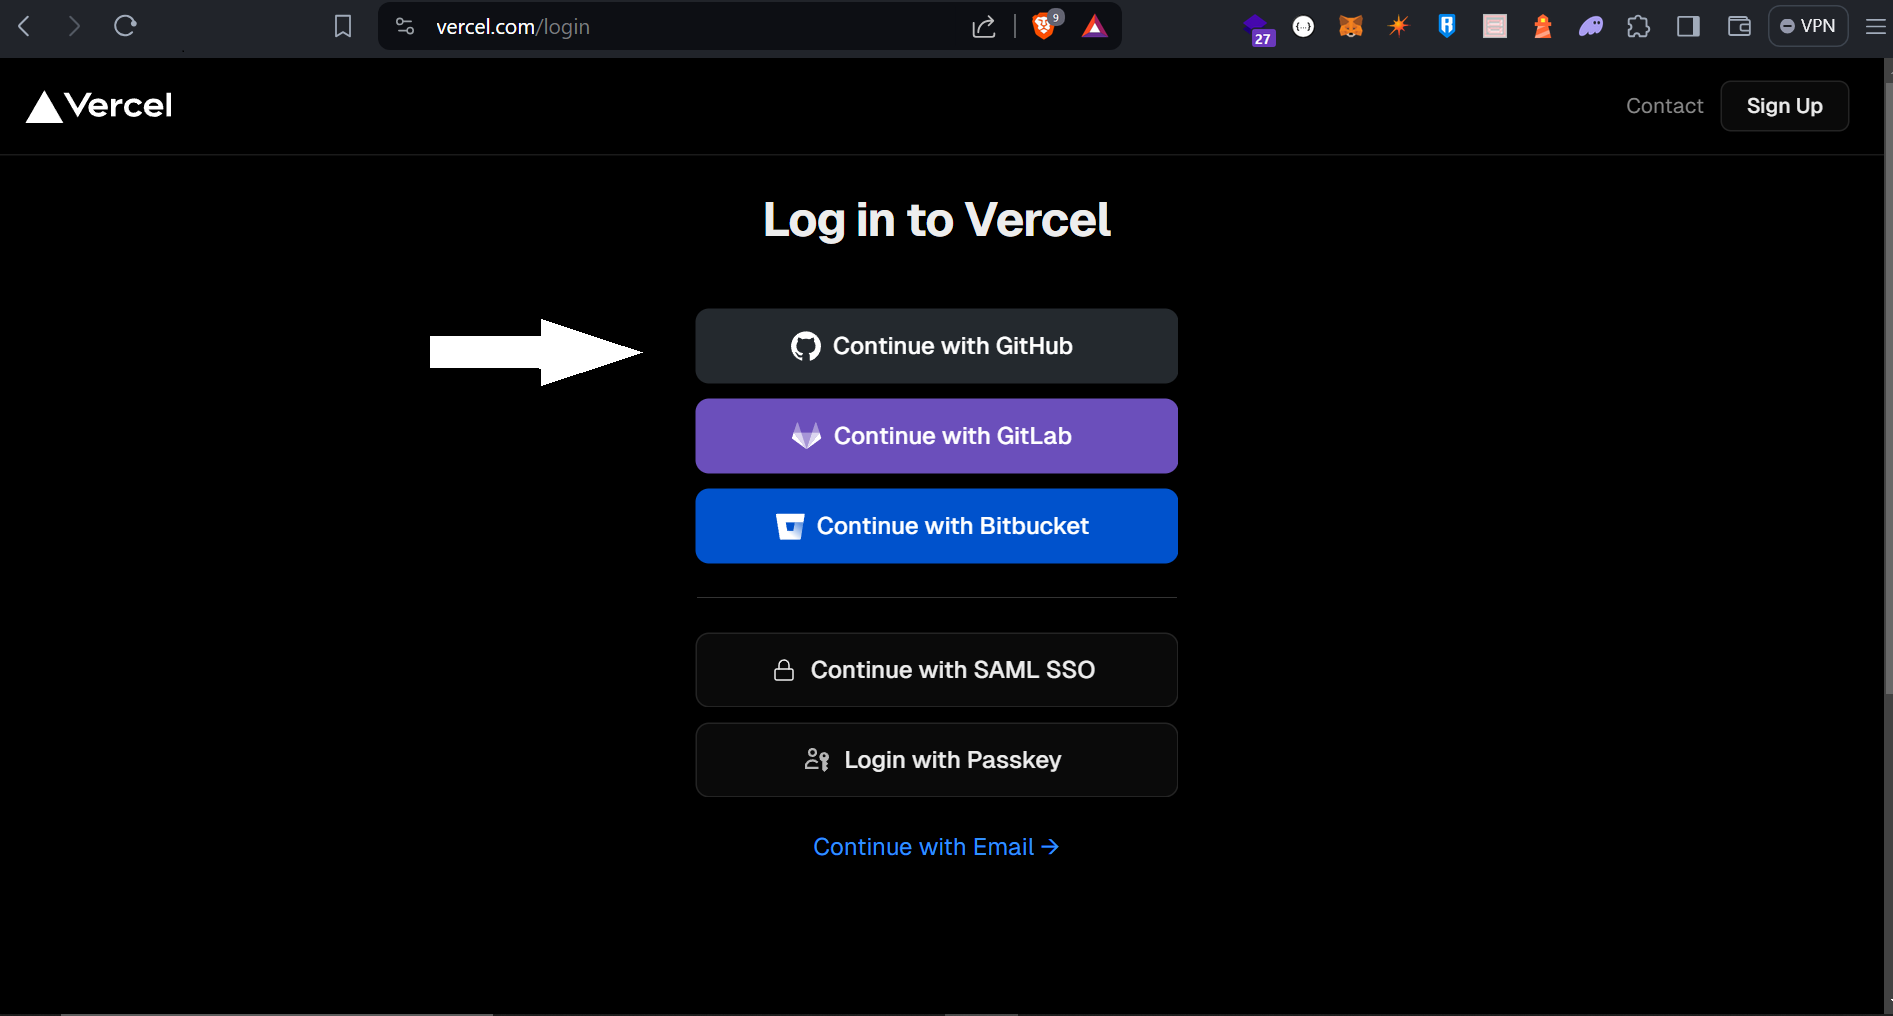 vercel.com/login
9
27
VPN
Vercel
Contact
Sign Up
Log in to Vercel
Continue with GitHub
Continue with GitLab
Continue with Bitbucket
Continue with SAML SSO
Login with Passkey
Continue with Email →